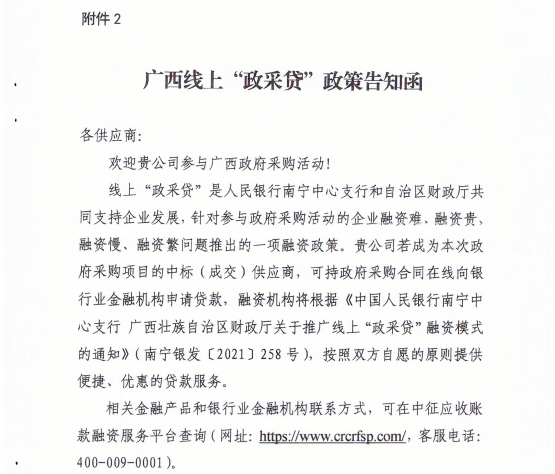 附件 2
广西线上“政采贷”政策告知函
各供应商：
欢迎贵公司参与广西政府采购活动！
线上“政采贷”是人民银行南宁中心支行和自治区财政厅共
同支持企业发展，针对参与政府采购活动的企业融资难、融资贵、
融资慢、融资繁问题推出的一项融资政策。贵公司若成为本次政
府采购项目的中标（成交）供应商，可持政府采购合同在线向银
行业金融机构申请贷款，融资机构将根据《中国人民银行南宁中
心支行 广西壮族自治区财政厅关于推广线上“政采贷”融资模式
的通知》（南宁银发〔2021〕258 号），按照双方自愿的原则提供
便捷、优惠的贷款服务。
相关金融产品和银行业金融机构联系方式，可在中征应收账
款融资服务平台查询（网址：https://www.crcrfsp.com/，客服电话：
400-009-0001）。